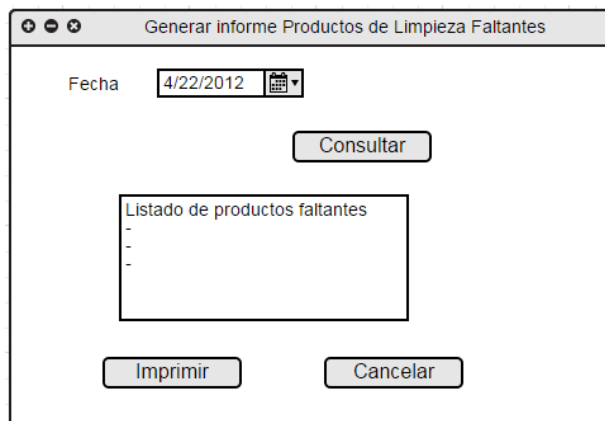 Generar informe Productos de Limpieza Faltantes
Fecha 4/22/2012
Consultar
Listado de productos faltantes
-
-
-
Imprimir Cancelar